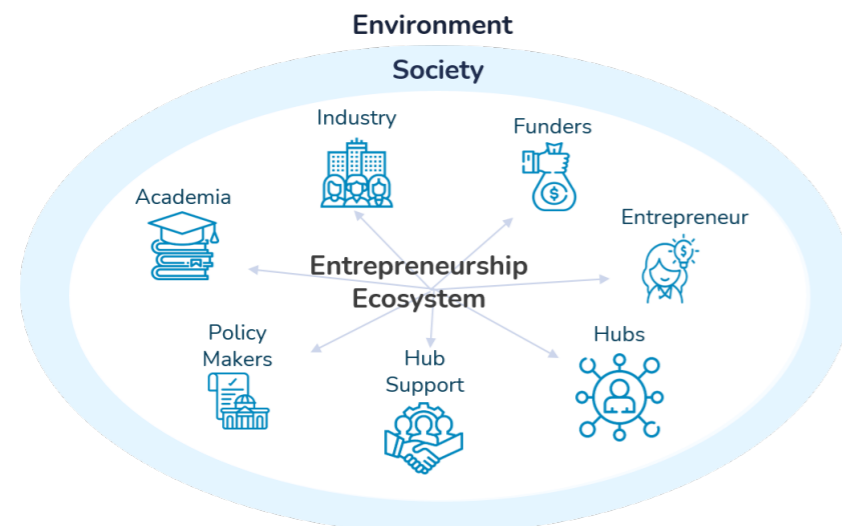 Environment
Society
Industry
Funders
Academia
Entrepreneur
Entrepreneurship
Ecosystem
Policy
Makers
Hub
Support
Hubs